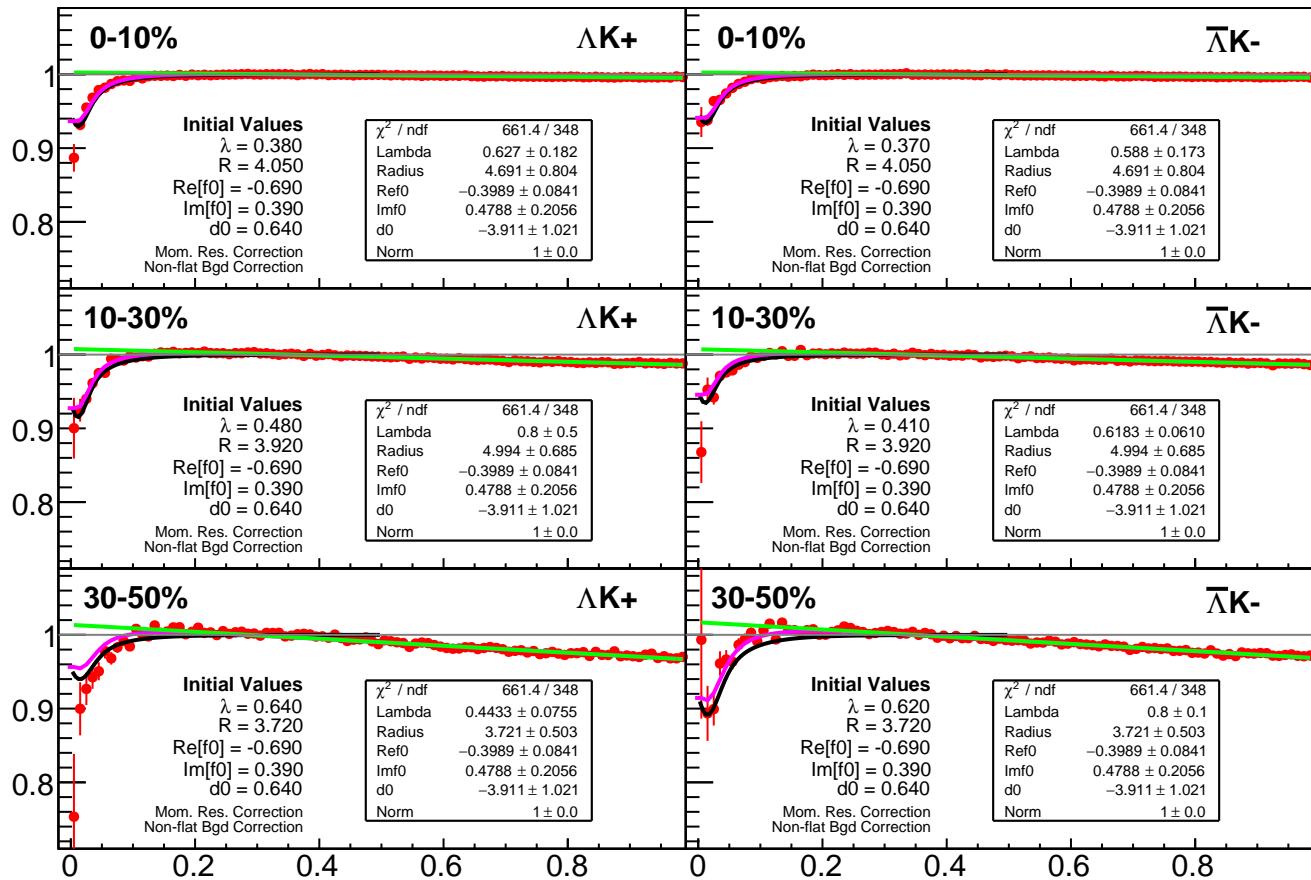 0-10%
ΛK+
1
0.9
0.8
Initial Values
λ = 0.380
R = 4.050
Re[f0] = -0.690
Im[f0] = 0.390
d0 = 0.640
Mom. Res. Correction
Non-flat Bgd Correction
χ² / ndf 661.4 / 348
Lambda 0.627 ± 0.182
Radius 4.691 ± 0.804
Ref0 −0.3989 ± 0.0841
Imf0 0.4788 ± 0.2056
d0 −3.911 ± 1.021
Norm 1 ± 0.0
0-10%
Λ̅K-
Initial Values
λ = 0.370
R = 4.050
Re[f0] = -0.690
Im[f0] = 0.390
d0 = 0.640
Mom. Res. Correction
Non-flat Bgd Correction
χ² / ndf 661.4 / 348
Lambda 0.588 ± 0.173
Radius 4.691 ± 0.804
Ref0 −0.3989 ± 0.0841
Imf0 0.4788 ± 0.2056
d0 −3.911 ± 1.021
Norm 1 ± 0.0
10-30%
ΛK+
1
0.9
0.8
Initial Values
λ = 0.480
R = 3.920
Re[f0] = -0.690
Im[f0] = 0.390
d0 = 0.640
Mom. Res. Correction
Non-flat Bgd Correction
χ² / ndf 661.4 / 348
Lambda 0.8 ± 0.5
Radius 4.994 ± 0.685
Ref0 −0.3989 ± 0.0841
Imf0 0.4788 ± 0.2056
d0 −3.911 ± 1.021
Norm 1 ± 0.0
10-30%
Λ̅K-
Initial Values
λ = 0.410
R = 3.920
Re[f0] = -0.690
Im[f0] = 0.390
d0 = 0.640
Mom. Res. Correction
Non-flat Bgd Correction
χ² / ndf 661.4 / 348
Lambda 0.6183 ± 0.0610
Radius 4.994 ± 0.685
Ref0 −0.3989 ± 0.0841
Imf0 0.4788 ± 0.2056
d0 −3.911 ± 1.021
Norm 1 ± 0.0
30-50%
ΛK+
1
0.9
0.8
Initial Values
λ = 0.640
R = 3.720
Re[f0] = -0.690
Im[f0] = 0.390
d0 = 0.640
Mom. Res. Correction
Non-flat Bgd Correction
χ² / ndf 661.4 / 348
Lambda 0.4433 ± 0.0755
Radius 3.721 ± 0.503
Ref0 −0.3989 ± 0.0841
Imf0 0.4788 ± 0.2056
d0 −3.911 ± 1.021
Norm 1 ± 0.0
30-50%
Λ̅K-
Initial Values
λ = 0.620
R = 3.720
Re[f0] = -0.690
Im[f0] = 0.390
d0 = 0.640
Mom. Res. Correction
Non-flat Bgd Correction
χ² / ndf 661.4 / 348
Lambda 0.8 ± 0.1
Radius 3.721 ± 0.503
Ref0 −0.3989 ± 0.0841
Imf0 0.4788 ± 0.2056
d0 −3.911 ± 1.021
Norm 1 ± 0.0
0 0.2 0.4 0.6 0.8
0 0.2 0.4 0.6 0.8